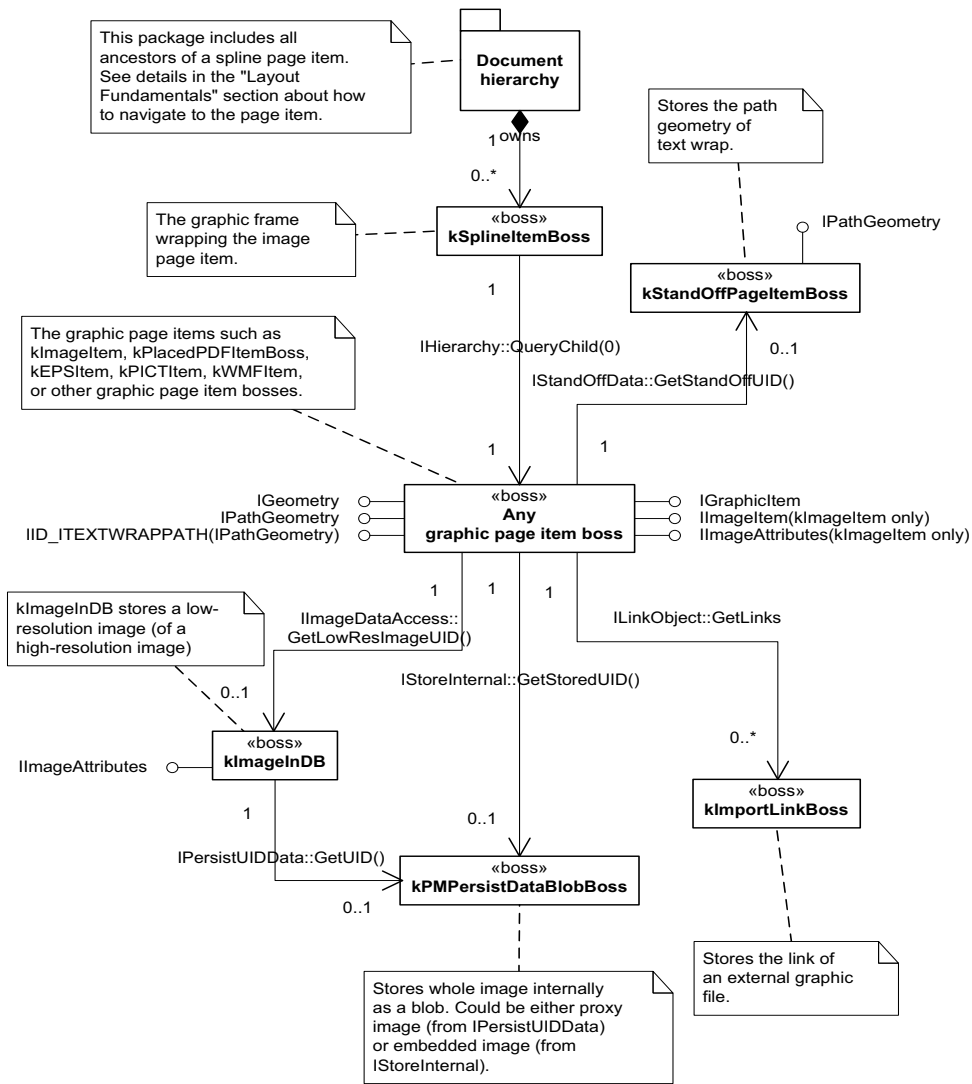 This package includes all
ancestors of a spline page item.
See details in the "Layout
Fundamentals" section about how
to navigate to the page item.
Document
hierarchy
1
owns
0..*
Stores the path
geometry of
text wrap.
The graphic frame
wrapping the image
page item.
«boss»
kSplineItemBoss
IPathGeometry
«boss»
kStandOffPageItemBoss
1
The graphic page items such as
kImageItem, kPlacedPDFItemBoss,
kEPSItem, kPICTItem, kWMFItem,
or other graphic page item bosses.
IHierarchy::QueryChild(0)
0..1
IStandOffData::GetStandOffUID()
1
1
IGeometry
IPathGeometry
IID_ITEXTWRAPPATH(IPathGeometry)
«boss»
Any
graphic page item boss
IGraphicItem
IImageItem(kImageItem only)
IImageAttributes(kImageItem only)
1
1
1
kImageInDB stores a low-
resolution image (of a
high-resolution image)
IImageDataAccess::
GetLowResImageUID()
ILinkObject::GetLinks
IStoreInternal::GetStoredUID()
0..1
0..*
IImageAttributes
«boss»
kImageInDB
«boss»
kImportLinkBoss
1
0..1
IPersistUIDData::GetUID()
0..1
«boss»
kPMPersistDataBlobBoss
Stores the link of
an external graphic
file.
Stores whole image internally
as a blob. Could be either proxy
image (from IPersistUIDData)
or embedded image (from
IStoreInternal).